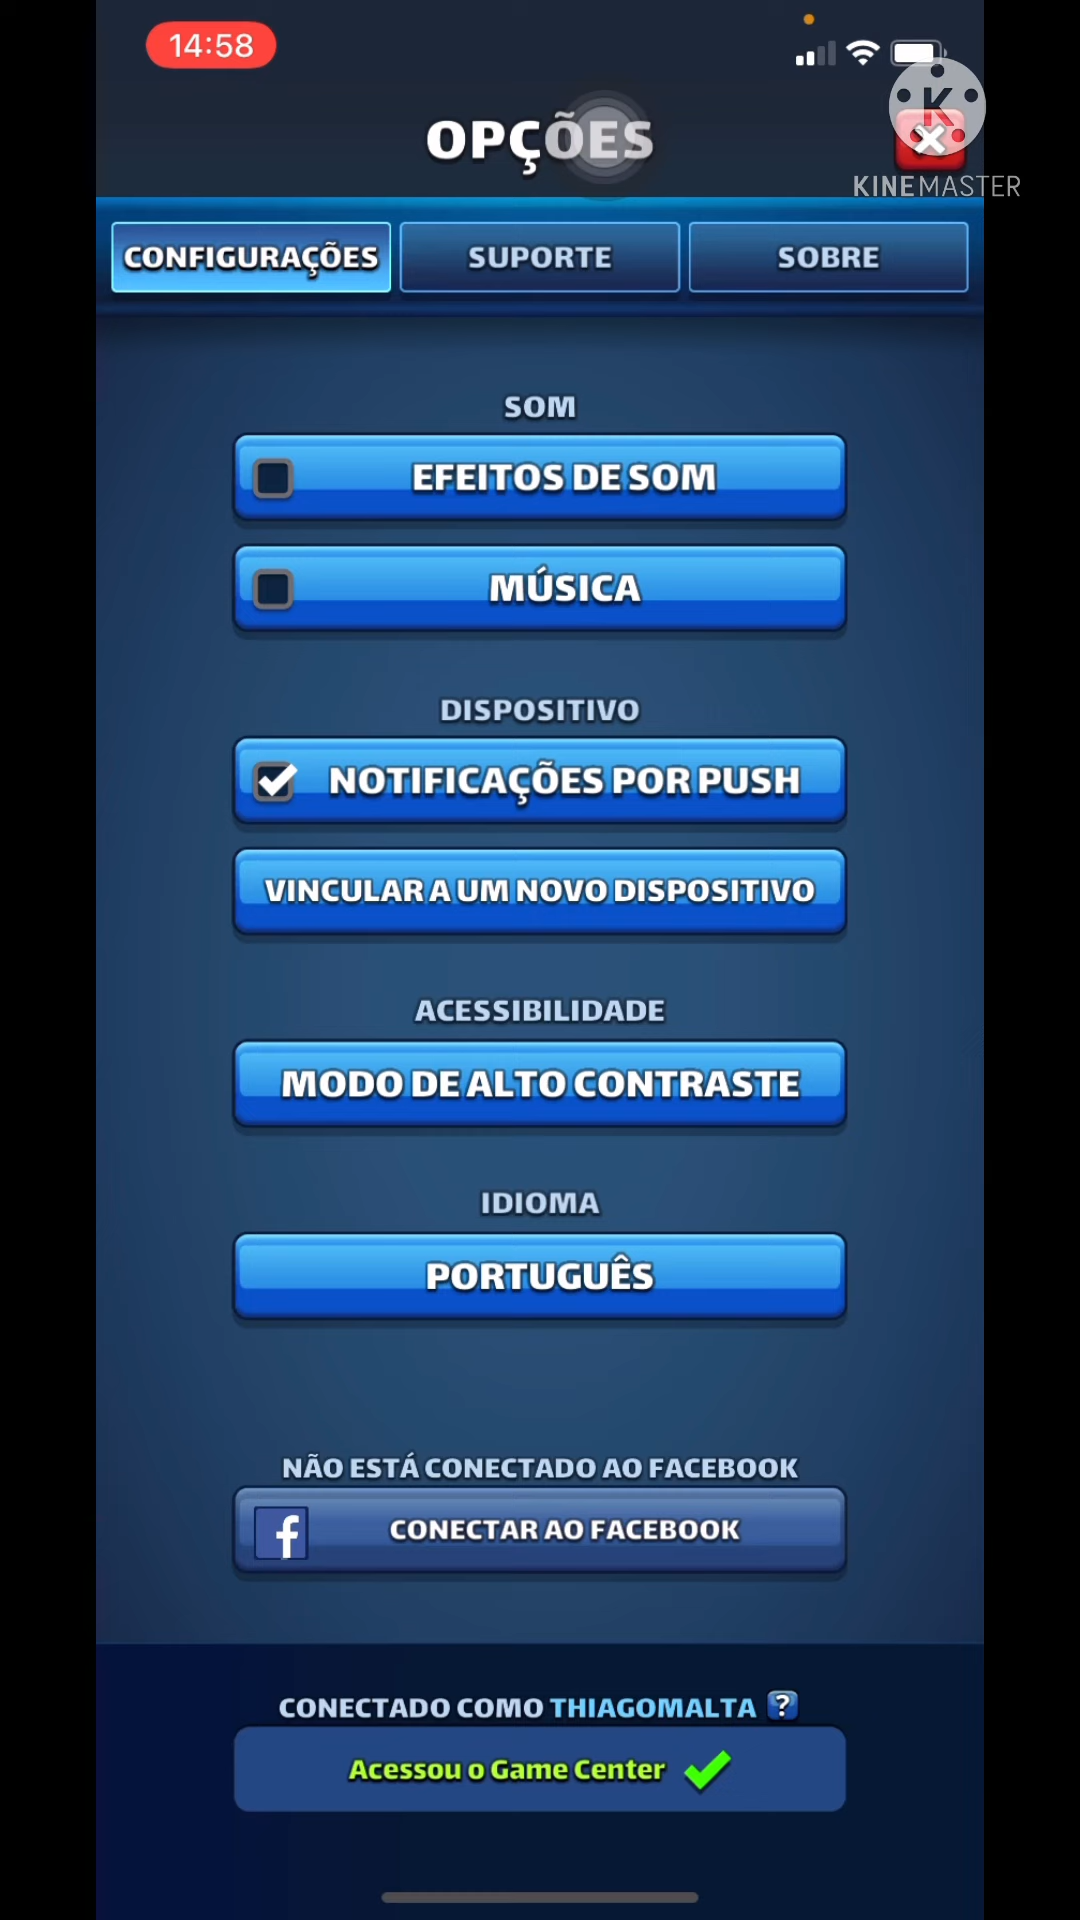 14:58
OPÇÕES
KINEMASTER
CONFIGURAÇÕES
SUPORTE
SOBRE
SOM
EFEITOS DE SOM
MÚSICA
DISPOSITIVO
NOTIFICAÇÕES POR PUSH
VINCULAR A UM NOVO DISPOSITIVO
ACESSIBILIDADE
MODO DE ALTO CONTRASTE
IDIOMA
PORTUGUÊS
NÃO ESTÁ CONECTADO AO FACEBOOK
f CONECTAR AO FACEBOOK
CONECTADO COMO THIAGOMALTA ?
Acessou o Game Center